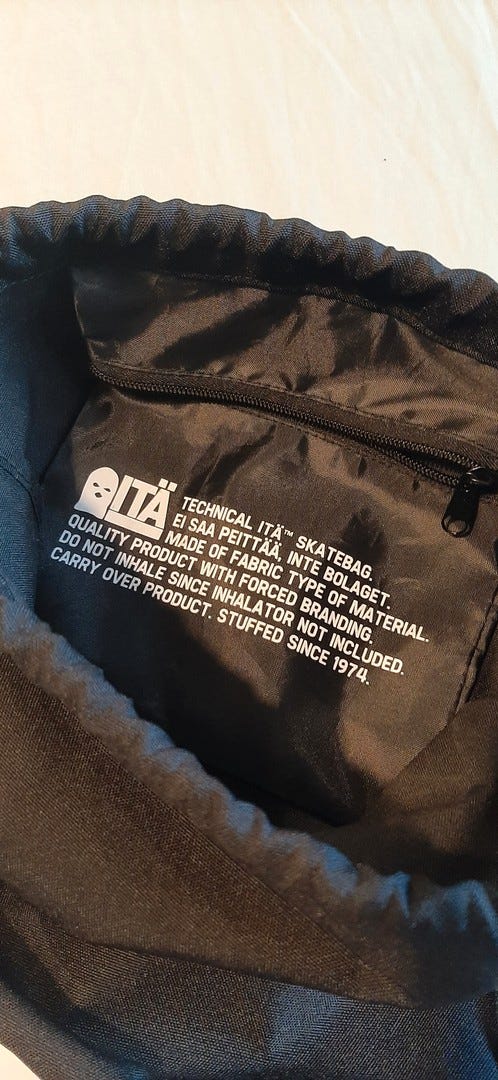 ITÄ
TECHNICAL ITÄ™ SKATEBAG.
EI SAA PEITTÄÄ, INTE BOLAGET.
MADE OF FABRIC TYPE OF MATERIAL.
QUALITY PRODUCT WITH FORCED BRANDING,
DO NOT INHALE SINCE INHALATOR NOT INCLUDED.
CARRY OVER PRODUCT. STUFFED SINCE 1974.